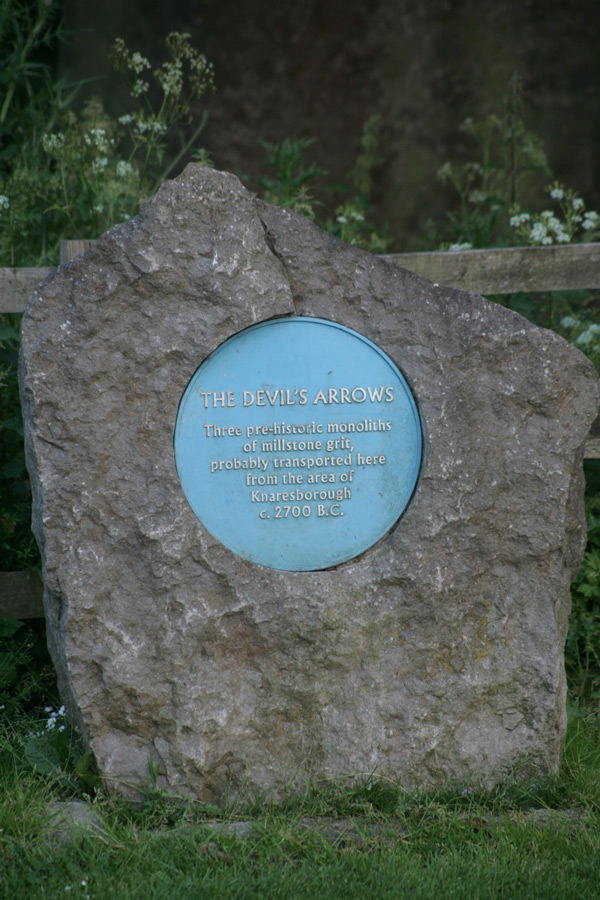 THE DEVIL'S ARROWS
Three pre-historic monoliths
of millstone grit,
probably transported here
from the area of
Knaresborough
c. 2700 B.C.